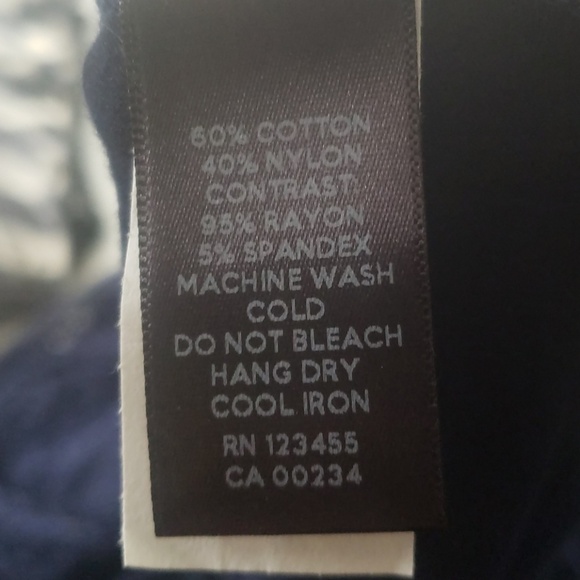 60% COTTON
40% NYLON
CONTRAST:
95% RAYON
5% SPANDEX
MACHINE WASH
COLD
DO NOT BLEACH
HANG DRY
COOL IRON
RN 123455
CA 00234